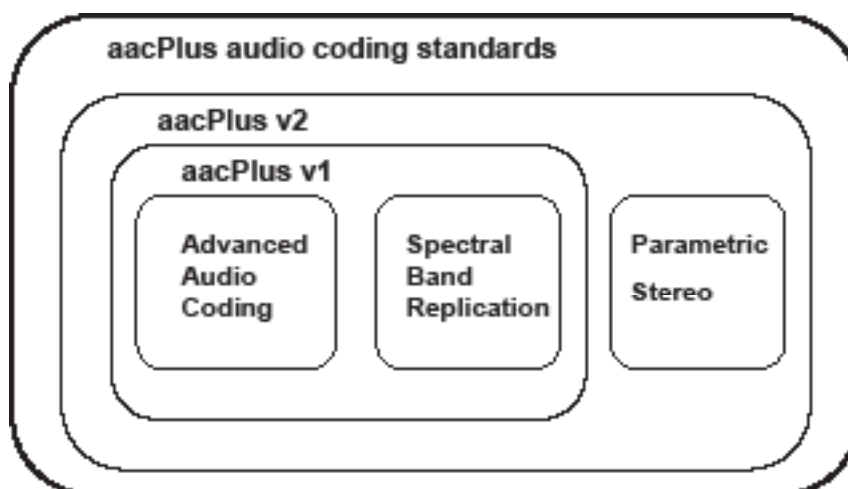 aacPlus audio coding standards
aacPlus v2
aacPlus v1
Advanced
Audio
Coding
Spectral
Band
Replication
Parametric
Stereo